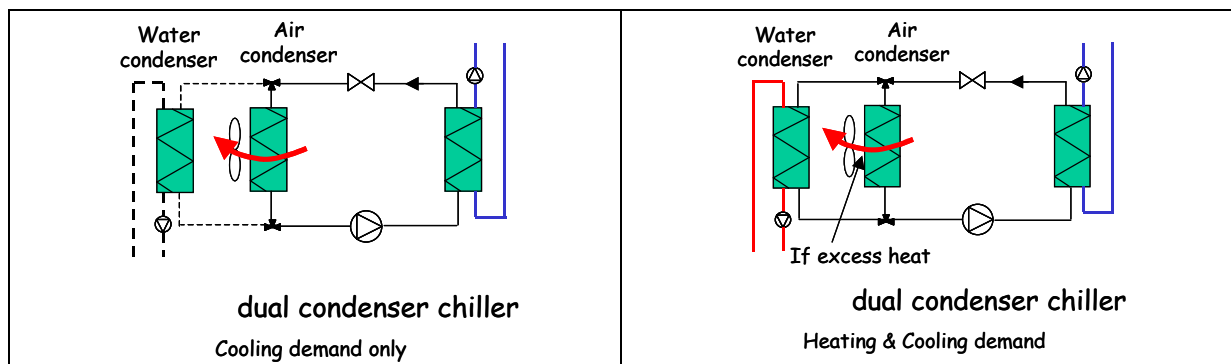 Water
condenser
Air
condenser
dual condenser chiller
Cooling demand only
Water
condenser
Air
condenser
If excess heat
dual condenser chiller
Heating & Cooling demand